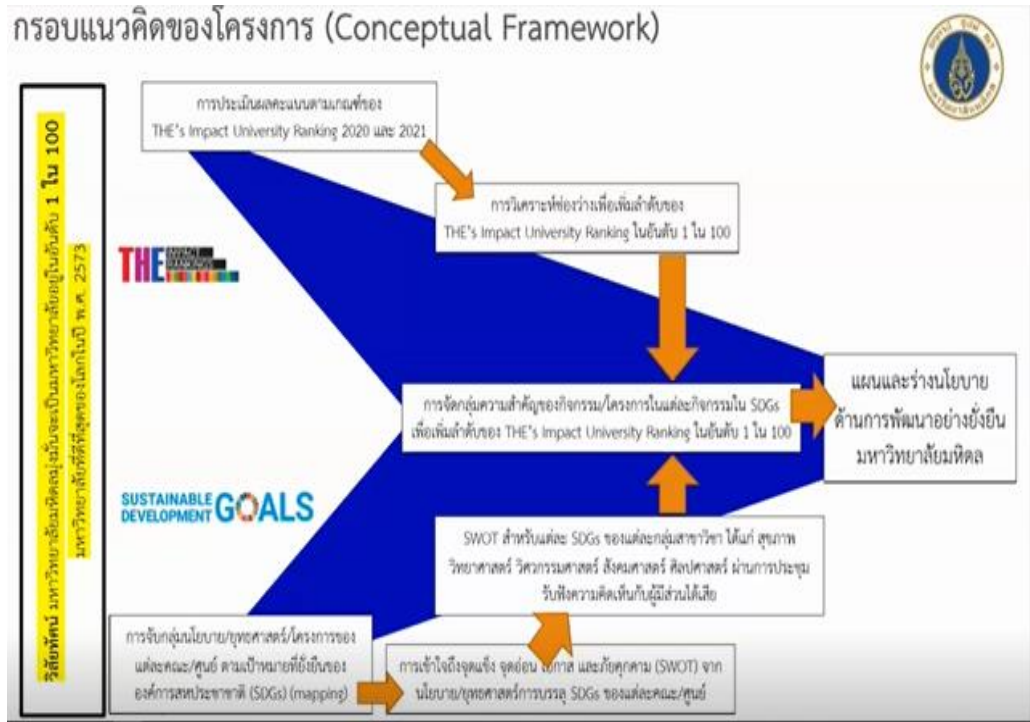 กรอบแนวคิดของโครงการ (Conceptual Framework)
วิสัยทัศน์ มหาวิทยาลัยมหิดลมุ่งมั่นจะเป็นมหาวิทยาลัยอยู่ในอันดับ 1 ใน 100
มหาวิทยาลัยที่ดีที่สุดของโลกในปี พ.ศ. 2573
การประเมินผลคะแนนตามเกณฑ์ของ
THE's Impact University Ranking 2020 และ 2021
การวิเคราะห์ช่องว่างเพื่อเพิ่มลำดับของ
THE's Impact University Ranking ในอันดับ 1 ใน 100
THE
การจัดกลุ่มความสำคัญของกิจกรรม/โครงการในแต่ละกิจกรรมใน SDGs
เพื่อเพิ่มลำดับของ THE's Impact University Ranking ในอันดับ 1 ใน 100
แผนและร่างนโยบาย
ด้านการพัฒนาอย่างยั่งยืน
มหาวิทยาลัยมหิดล
SUSTAINABLE
DEVELOPMENT GOALS
SWOT สำหรับแต่ละ SDGs ของแต่ละกลุ่มสาขาวิชา ได้แก่ สุขภาพ
วิทยาศาสตร์ วิศวกรรมศาสตร์ สังคมศาสตร์ ศิลปศาสตร์ ผ่านการประชุม
รับฟังความคิดเห็นกับผู้มีส่วนได้เสีย
การจับกลุ่มนโยบาย/ยุทธศาสตร์/โครงการของ
แต่ละคณะ/ศูนย์ ตามเป้าหมายที่ยั่งยืนของ
องค์การสหประชาชาติ (SDGs) (mapping)
การเข้าใจถึงจุดแข็ง จุดอ่อน โอกาส และภัยคุกคาม (SWOT) จาก
นโยบาย/ยุทธศาสตร์การบรรลุ SDGs ของแต่ละคณะ/ศูนย์